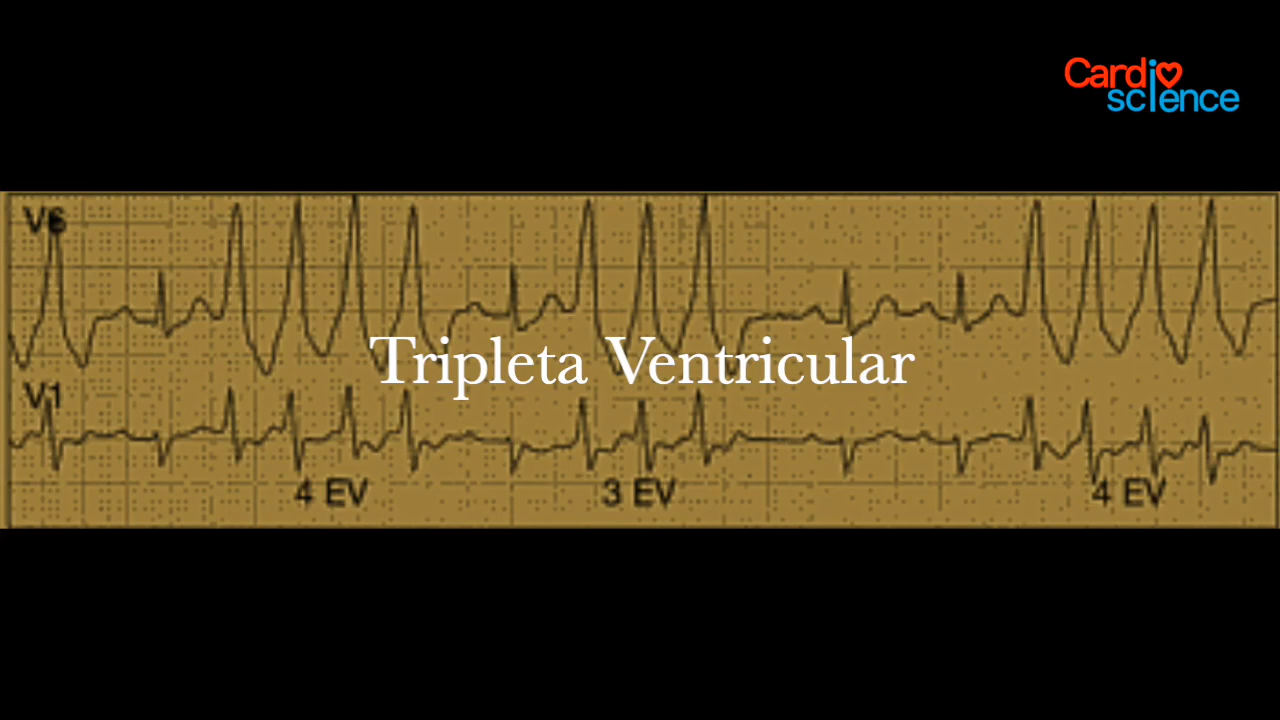 Cardio
science
V6
Tripleta Ventricular
V1
4 EV
3 EV
4 EV